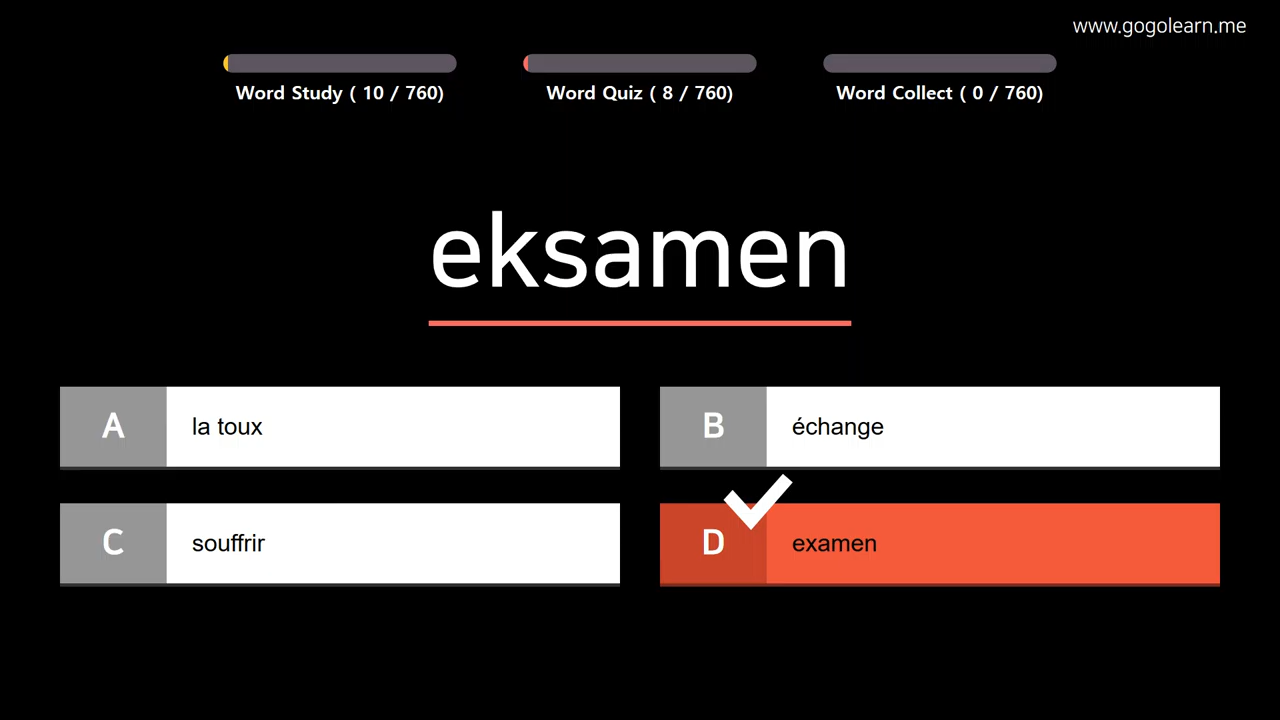 www.gogolearn.me
Word Study ( 10 / 760)
Word Quiz ( 8 / 760)
Word Collect ( 0 / 760)
eksamen
A
la toux
B
échange
C
souffrir
D
examen